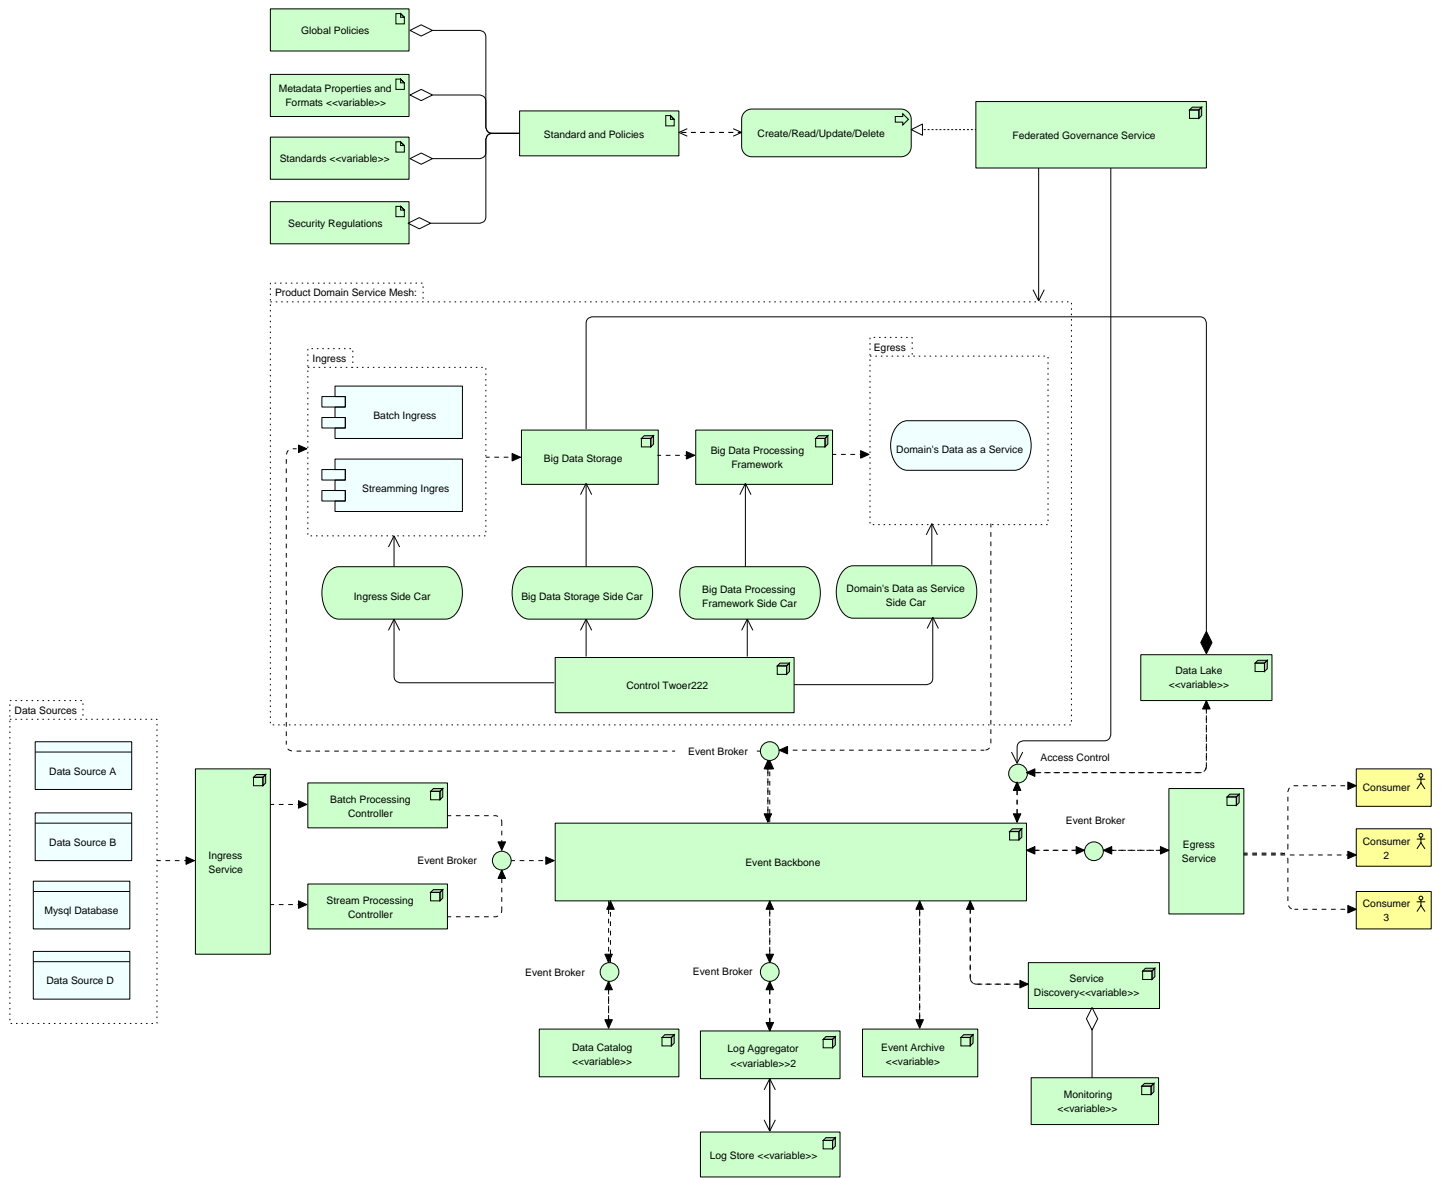 Global Policies
Metadata Properties and
Formats <<variable>>
Standards <<variable>>
Security Regulations
Standard and Policies
Create/Read/Update/Delete
Federated Governance Service
Product Domain Service Mesh:
Ingress
Batch Ingress
Streamming Ingres
Big Data Storage
Big Data Processing
Framework
Egress
Domain's Data as a Service
Ingress Side Car
Big Data Storage Side Car
Big Data Processing
Framework Side Car
Domain's Data as Service
Side Car
Control Twoer222
Data Lake
<<variable>>
Data Sources
Data Source A
Data Source B
Mysql Database
Data Source D
Ingress
Service
Batch Processing
Controller
Stream Processing
Controller
Event Broker
Event Broker
Event Backbone
Access Control
Event Broker
Egress
Service
Consumer
Consumer
2
Consumer
3
Event Broker
Event Broker
Data Catalog
<<variable>>
Log Aggregator
<<variable>>2
Event Archive
<<variable>
Service
Discovery<<variable>>
Monitoring
<<variable>>
Log Store <<variable>>